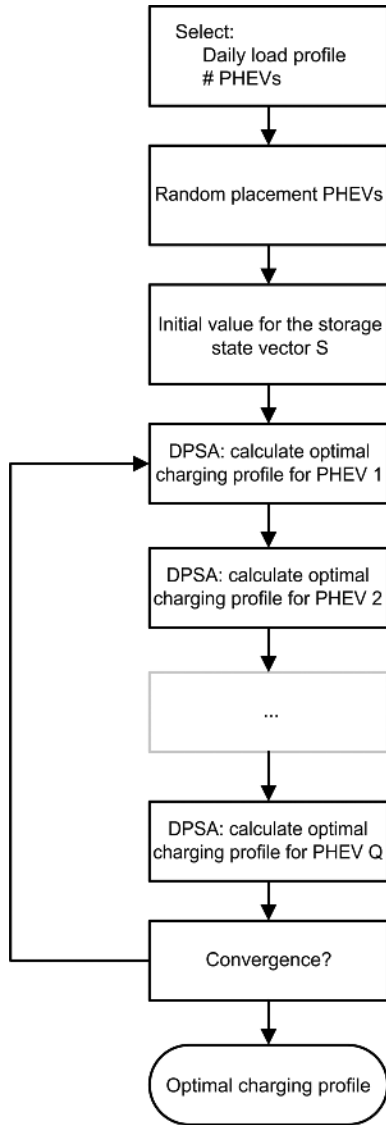 Select:
Daily load profile
# PHEVs
Random placement PHEVs
Initial value for the storage
state vector S
DPSA: calculate optimal
charging profile for PHEV 1
DPSA: calculate optimal
charging profile for PHEV 2
...
DPSA: calculate optimal
charging profile for PHEV Q
Convergence?
Optimal charging profile